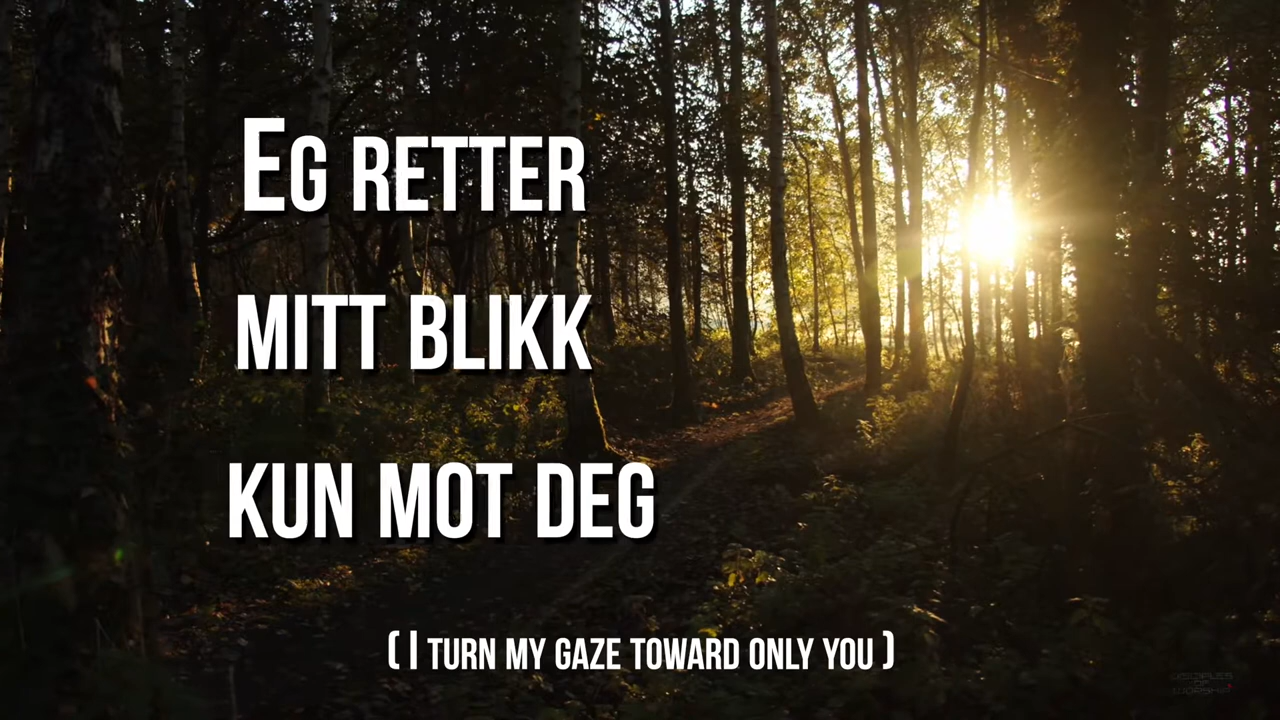 Eg retter
mitt blikk
kun mot deg
( I turn my gaze toward only you )